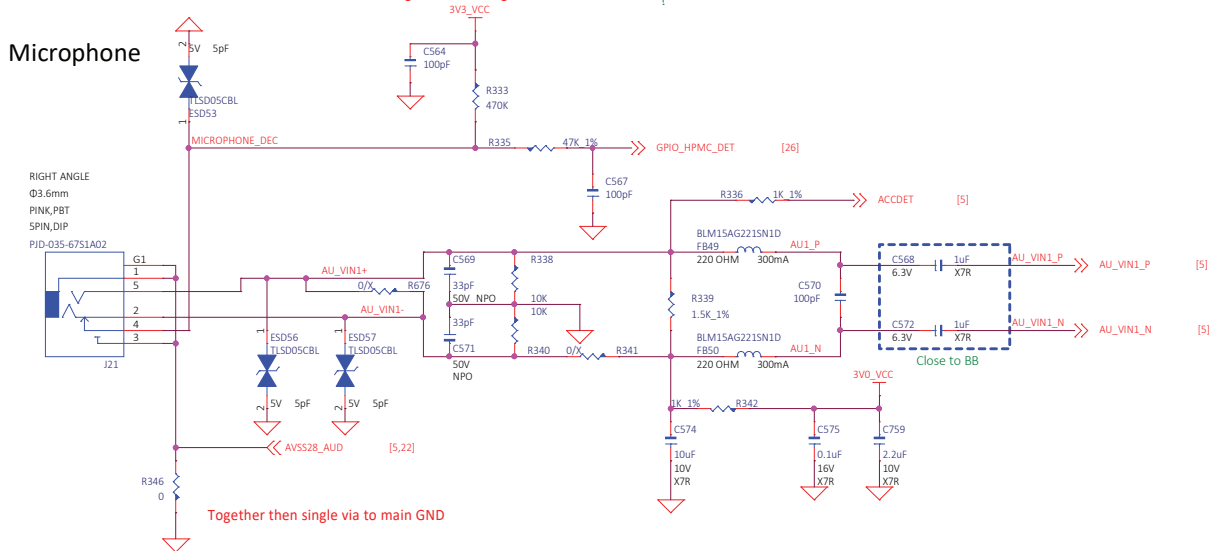 3V3_VCC
Microphone
2
5V 5pF
TLSD05CBL
ESD53
1
C564
100pF
R333
470K
MICROPHONE_DEC
R335
47K_1%
GPIO_HPMC_DET
[26]
C567
100pF
RIGHT ANGLE
Φ3.6mm
PINK,PBT
5PIN,DIP
PJD-035-67S1A02
G1
1
5
2
4
3
J21
R336
1K_1%
ACCDET
[5]
BLM15AG221SN1D
FB49
220 OHM 300mA
AU1_P
AU_VIN1+
0/X
R676
AU_VIN1-
C569
33pF
50V NPO
33pF
C571
50V
NPO
R338
10K
10K
R340
0/X
R341
R339
1.5K_1%
C570
100pF
BLM15AG221SN1D
FB50
220 OHM 300mA
AU1_N
C568
6.3V
1uF
X7R
AU_VIN1_P
AU_VIN1_P
[5]
C572
6.3V
1uF
X7R
AU_VIN1_N
AU_VIN1_N
[5]
Close to BB
1
ESD56
TLSD05CBL
2
5V 5pF
1
ESD57
TLSD05CBL
2
5V 5pF
3V0_VCC
1K_1%
R342
C574
10uF
10V
X7R
C575
0.1uF
16V
X7R
C759
2.2uF
10V
X7R
AVSS28_AUD
[5,22]
R346
0
Together then single via to main GND